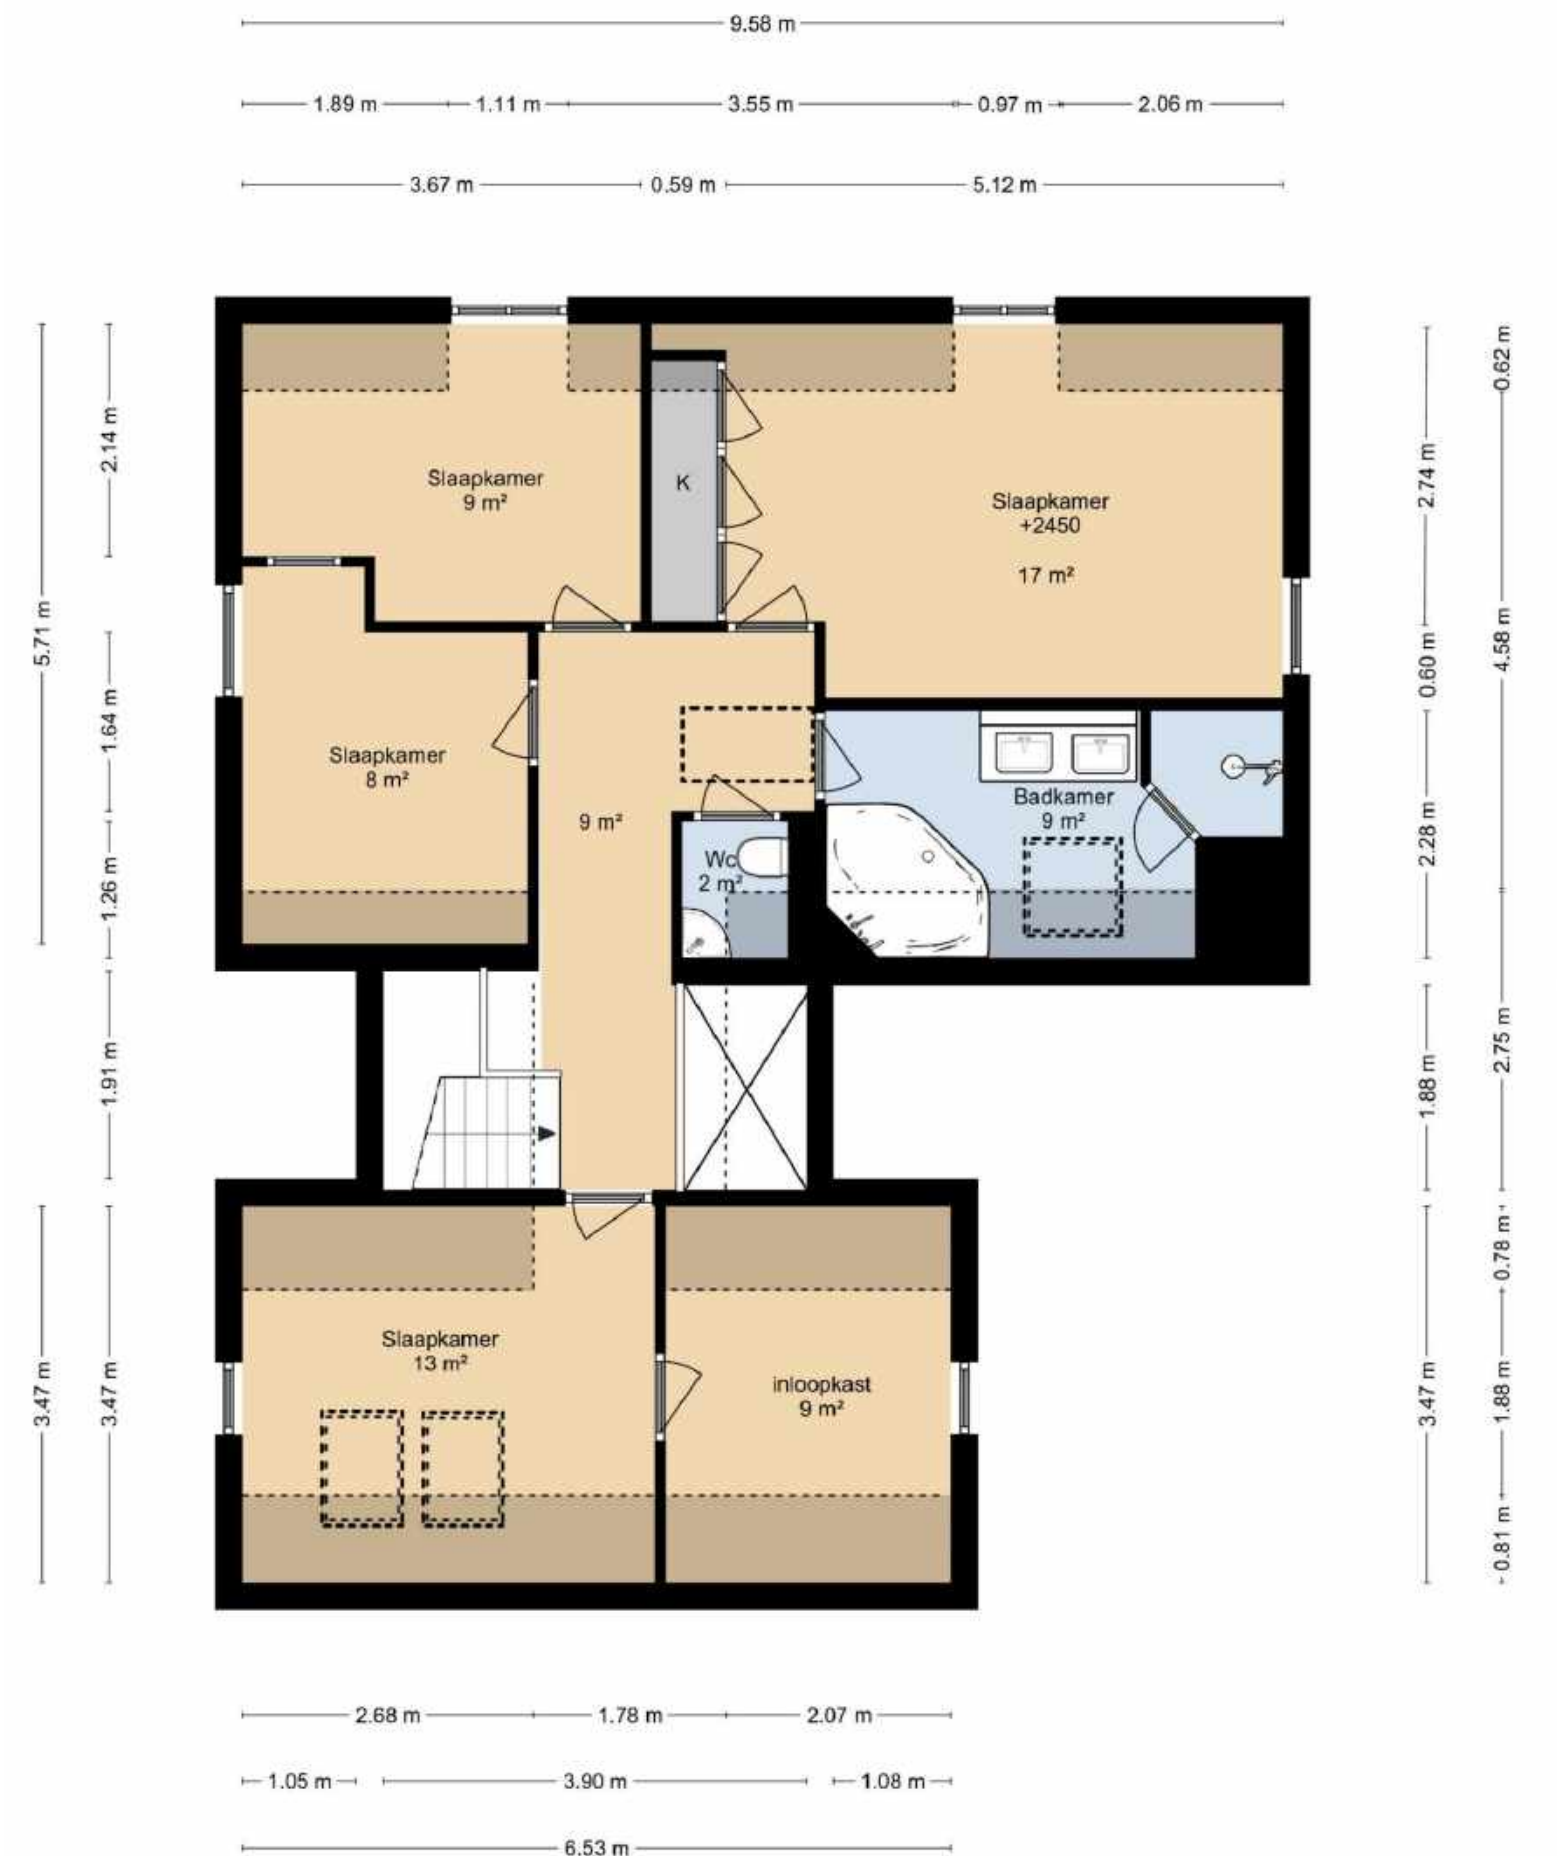 9.58 m
1.89 m
1.11 m
3.55 m
0.97 m
2.06 m
3.67 m
0.59 m
5.12 m
5.71 m
2.14 m
1.64 m
1.26 m
1.91 m
3.47 m
3.47 m
Slaapkamer
9 m²
K
Slaapkamer
+2450
17 m²
Slaapkamer
8 m²
9 m²
Wc
2 m²
Badkamer
9 m²
Slaapkamer
13 m²
inloopkast
9 m²
2.74 m
0.60 m
2.28 m
1.88 m
3.47 m
0.62 m
4.58 m
2.75 m
0.78 m
1.88 m
0.81 m
2.68 m
1.78 m
2.07 m
1.05 m
3.90 m
1.08 m
6.53 m